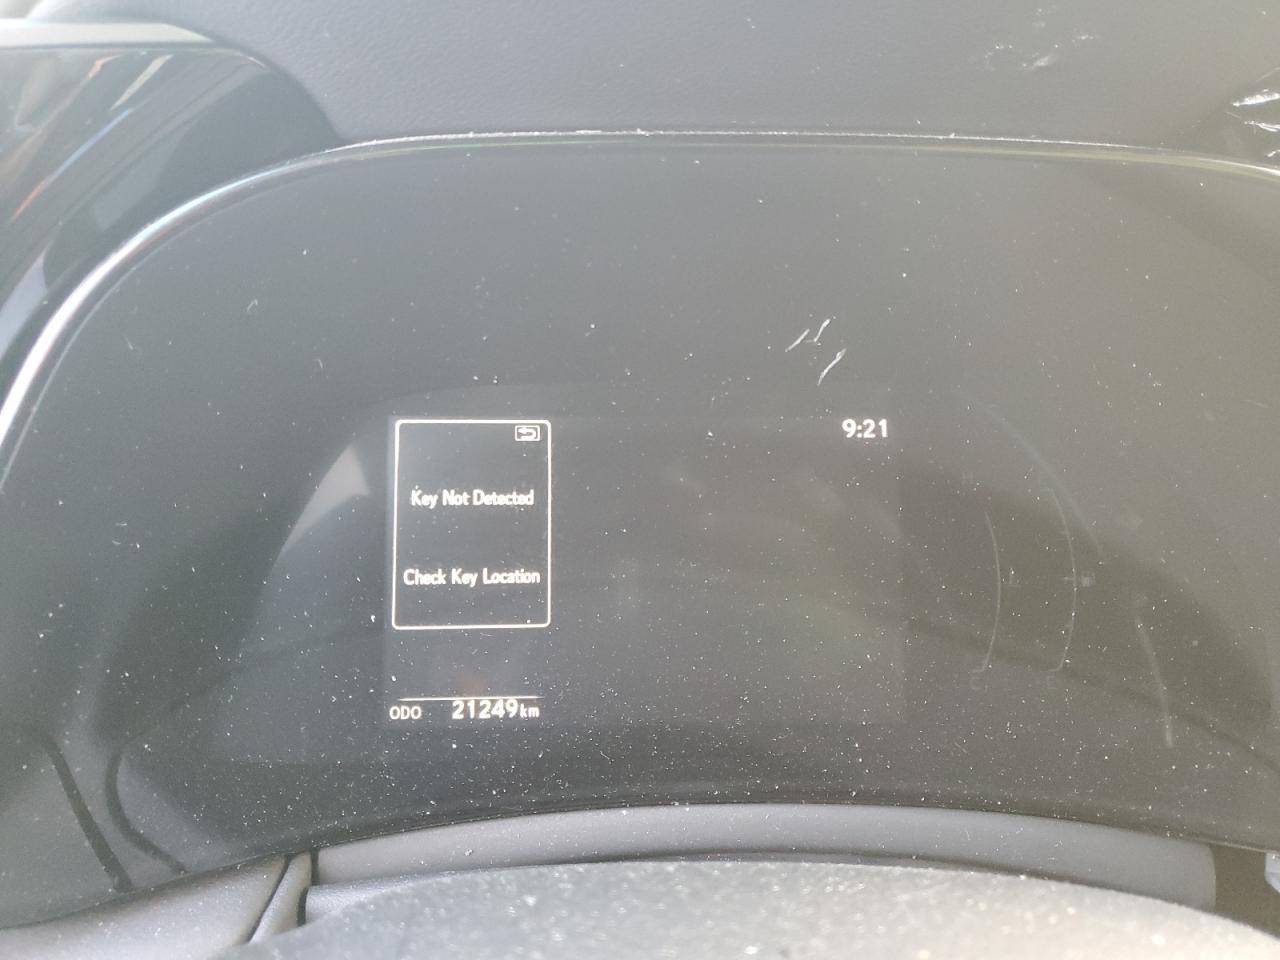 9:21
Key Not Detected
Check Key Location
ODO 21249km